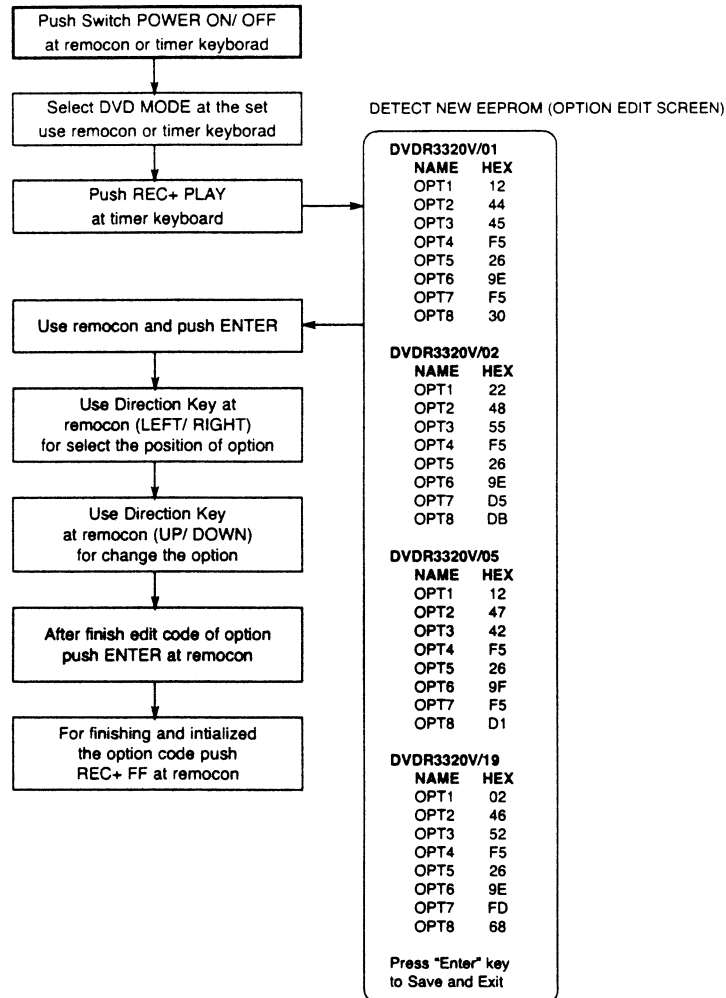 Push Switch POWER ON/ OFF
at remocon or timer keyborad
Select DVD MODE at the set
use remocon or timer keyborad
Push REC+ PLAY
at timer keyboard
DETECT NEW EEPROM (OPTION EDIT SCREEN)
DVDR3320V/01
NAME HEX
OPT1 12
OPT2 44
OPT3 45
OPT4 F5
OPT5 26
OPT6 9E
OPT7 F5
OPT8 30
DVDR3320V/02
NAME HEX
OPT1 22
OPT2 48
OPT3 55
OPT4 F5
OPT5 26
OPT6 9E
OPT7 D5
OPT8 DB
DVDR3320V/05
NAME HEX
OPT1 12
OPT2 47
OPT3 42
OPT4 F5
OPT5 26
OPT6 9F
OPT7 F5
OPT8 D1
DVDR3320V/19
NAME HEX
OPT1 02
OPT2 46
OPT3 52
OPT4 F5
OPT5 26
OPT6 9E
OPT7 FD
OPT8 68
Press "Enter" key
to Save and Exit
Use remocon and push ENTER
Use Direction Key at
remocon (LEFT/ RIGHT)
for select the position of option
Use Direction Key
at remocon (UP/ DOWN)
for change the option
After finish edit code of option
push ENTER at remocon
For finishing and intialized
the option code push
REC+ FF at remocon